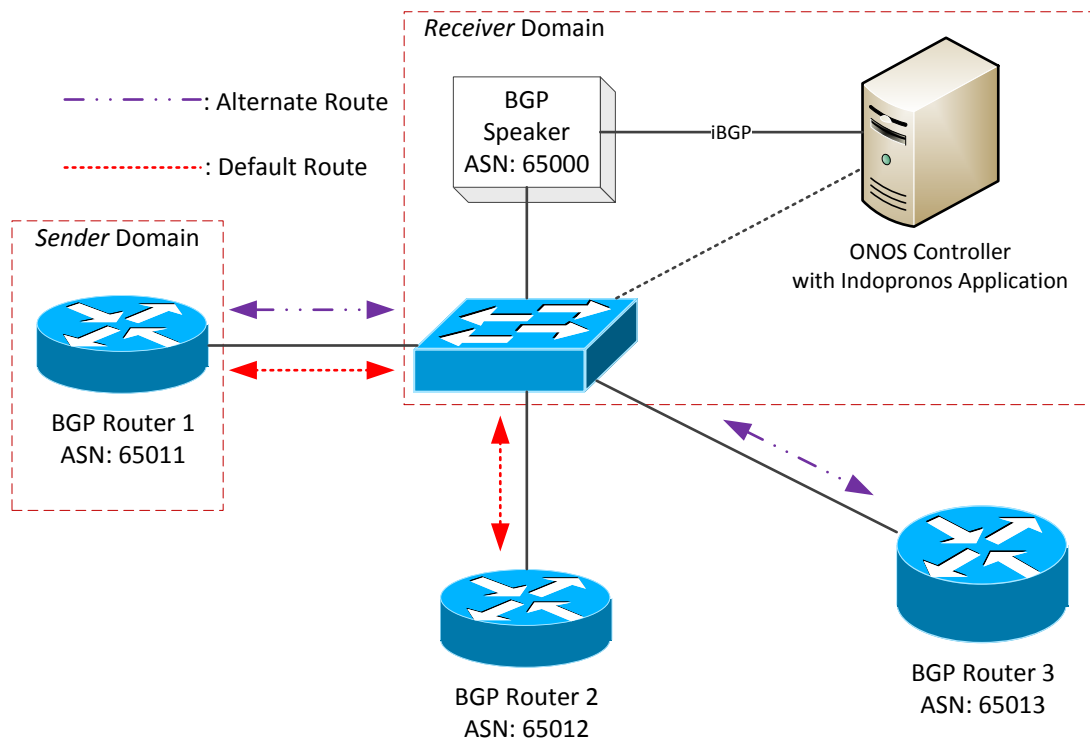 Receiver Domain
: Alternate Route
: Default Route
BGP
Speaker
ASN: 65000
iBGP
ONOS Controller
with Indopronos Application
Sender Domain
BGP Router 1
ASN: 65011
BGP Router 2
ASN: 65012
BGP Router 3
ASN: 65013